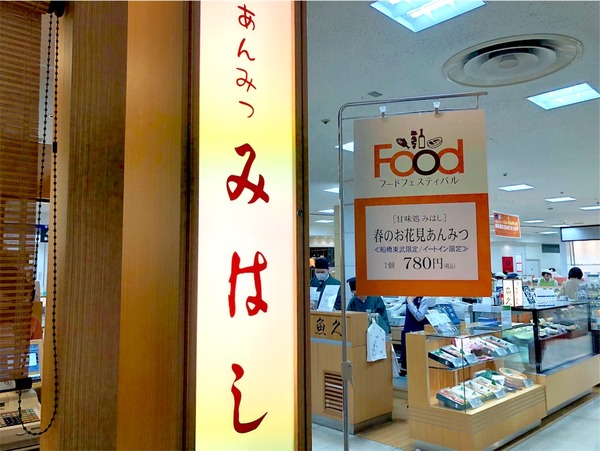 あんみつ
みはし
Food
フードフェスティバル
［甘味処 みはし］
春のお花見あんみつ
≪船橋東武限定/イートイン限定≫
1個 780円(税込)
魚久